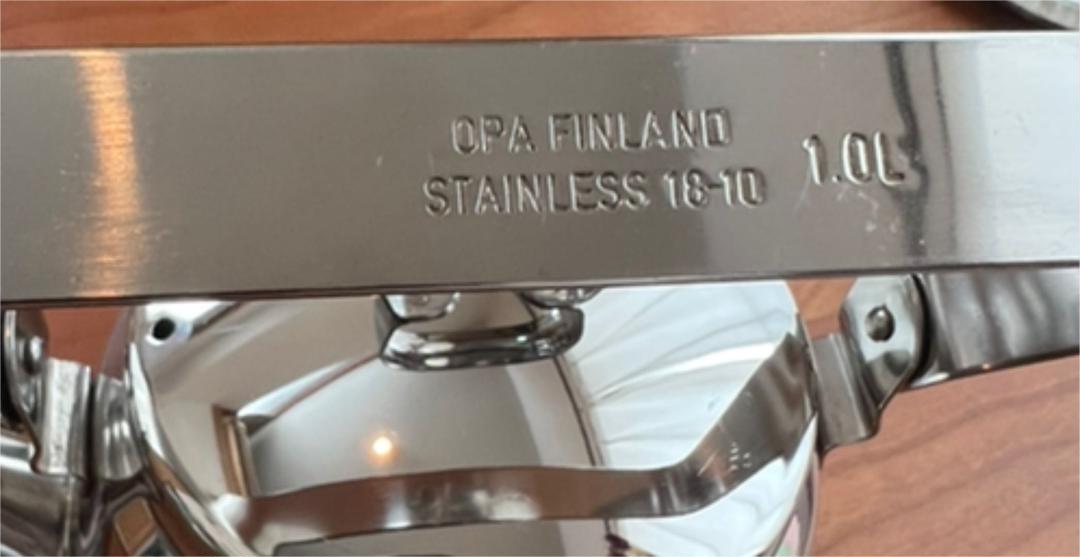 OPA FINLAND
STAINLESS 18-10
1.0L